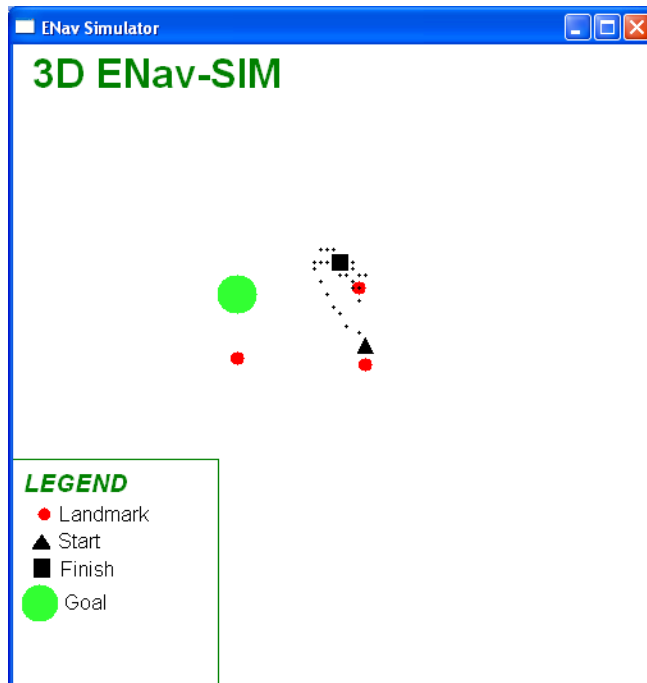 ENav Simulator
3D ENav-SIM
LEGEND
Landmark
Start
Finish
Goal